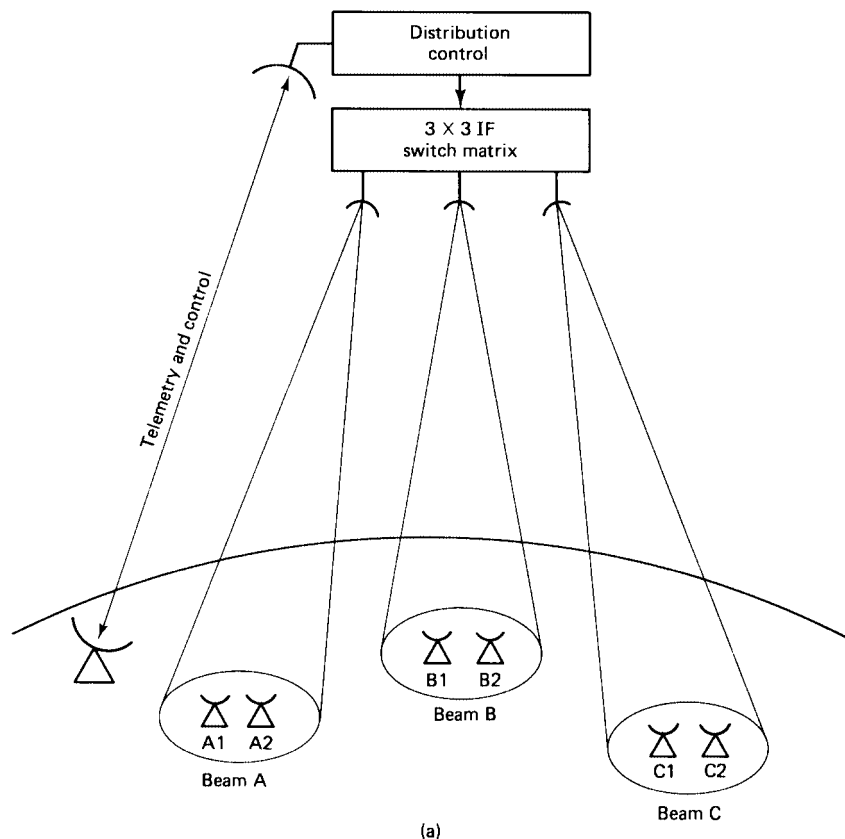 Distribution
control
3 X 3 IF
switch matrix
Telemetry and control
B1 B2
Beam B
A1 A2
Beam A
C1 C2
Beam C
(a)